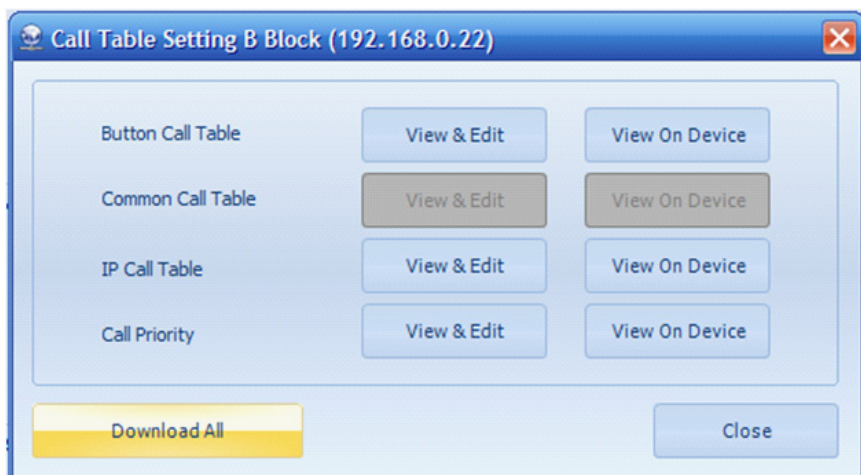 Call Table Setting B Block (192.168.0.22)
Button Call Table View & Edit View On Device
Common Call Table View & Edit View On Device
IP Call Table View & Edit View On Device
Call Priority View & Edit View On Device
Download All Close